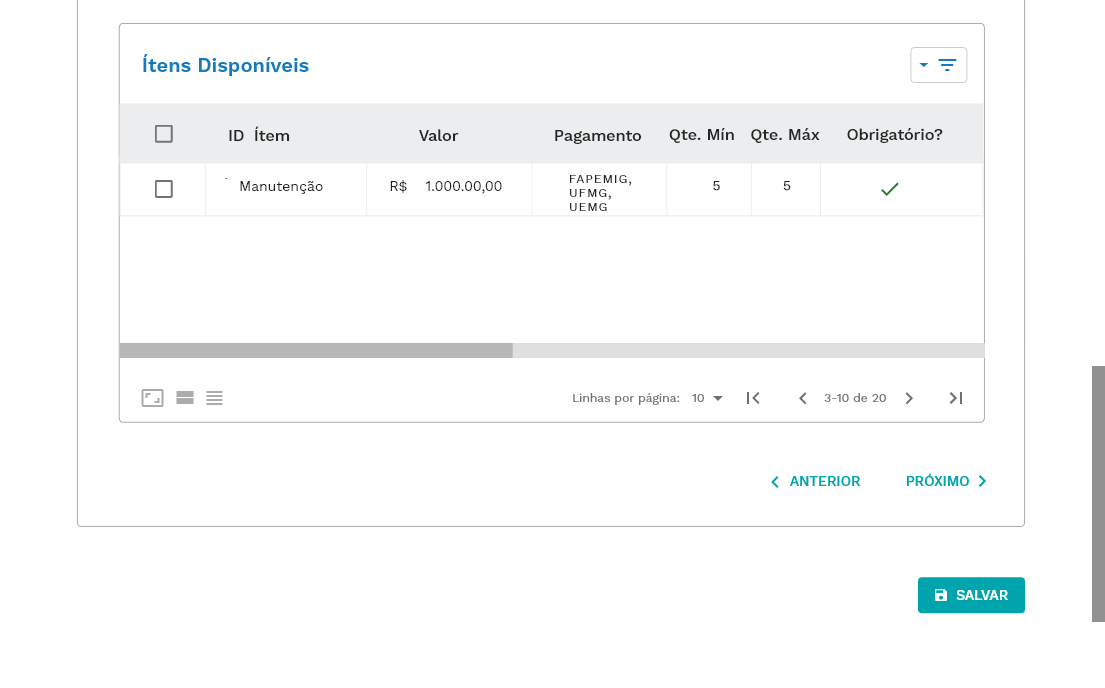 Ítens Disponíveis
ID Ítem Valor Pagamento Qte. Mín Qte. Máx Obrigatório?
Manutenção R$ 1.000.00,00 FAPEMIG, 5 5
UFMG,
UEMG
Linhas por página: 10 3-10 de 20
ANTERIOR PRÓXIMO
SALVAR